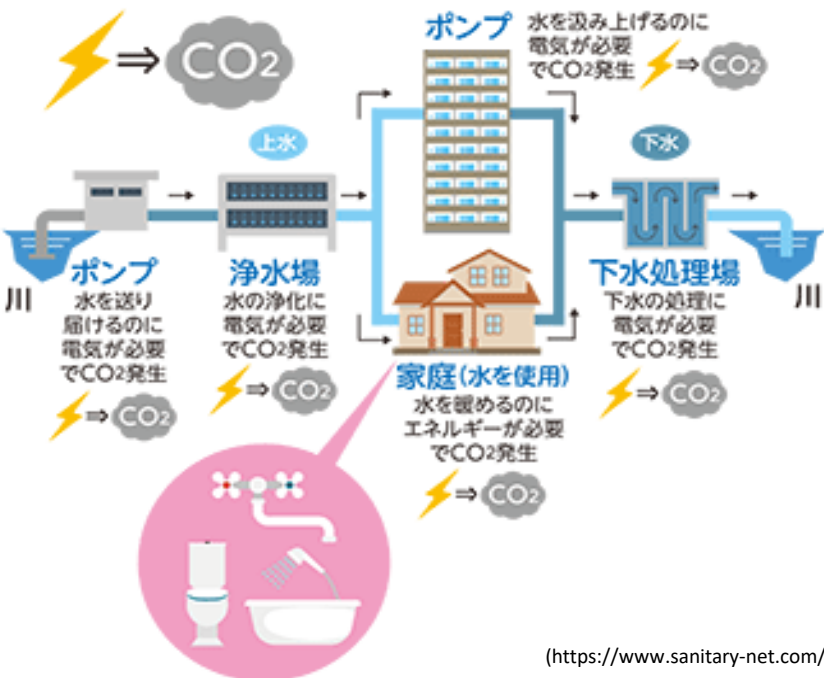 CO2
ポンプ
水を汲み上げるのに
電気が必要
でCO2発生
CO2
上水
下水
川
ポンプ
水を送り
届けるのに
電気が必要
でCO2発生
CO2
浄水場
水の浄化に
電気が必要
でCO2発生
CO2
家庭(水を使用)
水を暖めるのに
エネルギーが必要
でCO2発生
CO2
下水処理場
下水の処理に
電気が必要
でCO2発生
CO2
川
(https://www.sanitary-net.com/